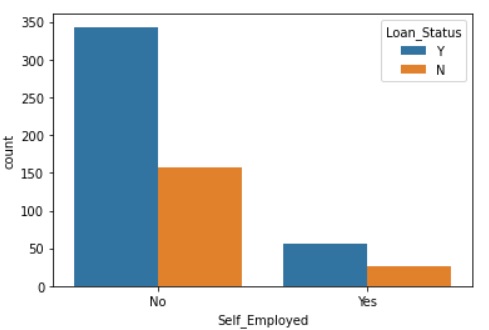 350
300
250
200
150
100
50
0
count
Loan_Status
Y
N
No
Yes
Self_Employed